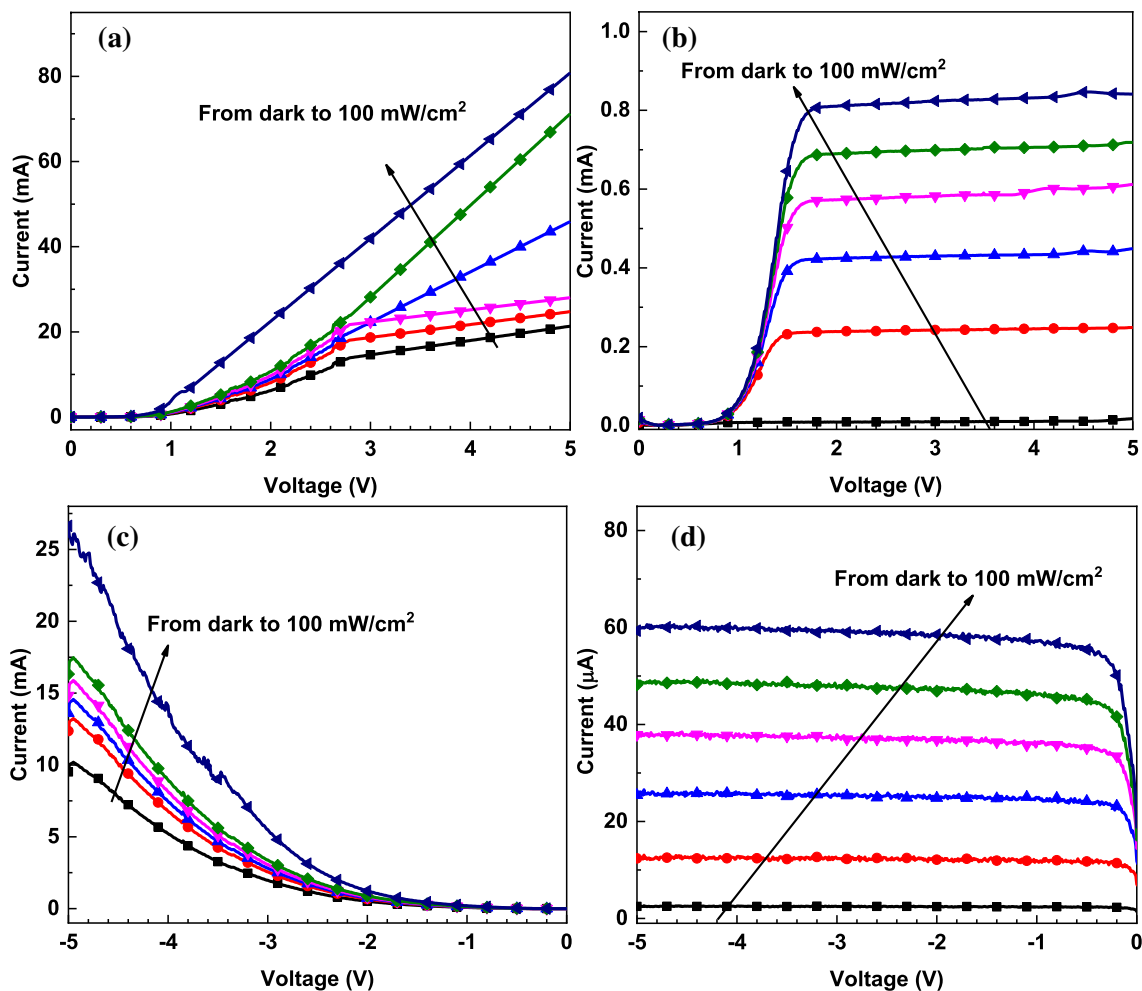 (a)
From dark to 100 mW/cm²
Current (mA)
80
60
40
20
0
0 1 2 3 4 5
Voltage (V)
(b)
From dark to 100 mW/cm²
Current (mA)
1.0
0.8
0.6
0.4
0.2
0.0
0 1 2 3 4 5
Voltage (V)
(c)
From dark to 100 mW/cm²
Current (mA)
25
20
15
10
5
0
-5 -4 -3 -2 -1 0
Voltage (V)
(d)
From dark to 100 mW/cm²
Current (μA)
80
60
40
20
0
-5 -4 -3 -2 -1 0
Voltage (V)